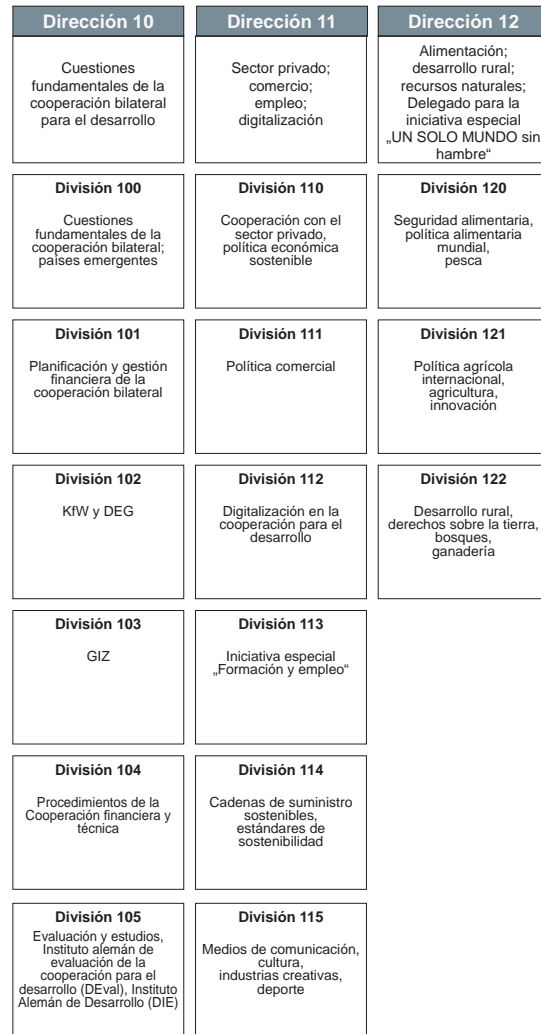 Dirección 10
Cuestiones
fundamentales de la
cooperación bilateral
para el desarrollo
División 100
Cuestiones
fundamentales de la
cooperación bilateral;
países emergentes
División 101
Planificación y gestión
financiera de la
cooperación bilateral
División 102
KfW y DEG
División 103
GIZ
División 104
Procedimientos de la
Cooperación financiera y
técnica
División 105
Evaluación y estudios,
Instituto alemán de
evaluación de la
cooperación para el
desarrollo (DEval), Instituto
Alemán de Desarrollo (DIE)
Dirección 11
Sector privado;
comercio;
empleo;
digitalización
División 110
Cooperación con el
sector privado,
política económica
sostenible
División 111
Política comercial
División 112
Digitalización en la
cooperación para el
desarrollo
División 113
Iniciativa especial
„Formación y empleo“
División 114
Cadenas de suministro
sostenibles,
estándares de
sostenibilidad
División 115
Medios de comunicación,
cultura,
industrias creativas,
deporte
Dirección 12
Alimentación;
desarrollo rural;
recursos naturales;
Delegado para la
iniciativa especial
„UN SOLO MUNDO sin
hambre“
División 120
Seguridad alimentaria,
política alimentaria
mundial,
pesca
División 121
Política agrícola
internacional,
agricultura,
innovación
División 122
Desarrollo rural,
derechos sobre la tierra,
bosques,
ganadería